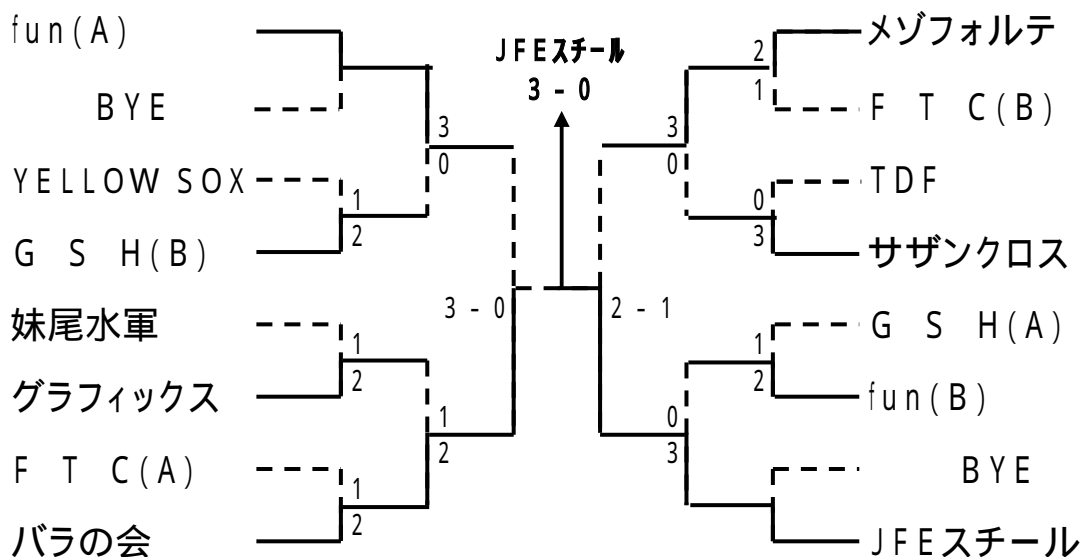 fun(A)
BYE
YELLOW SOX
G S H(B)
妹尾水軍
グラフィックス
F T C(A)
バラの会
1
2
1
2
1
2
3
0
1
2
3 - 0
JFEスチール
3 - 0
2 - 1
3
0
0
3
2
1
0
3
1
2
メゾフォルテ
F T C(B)
TDF
サザンクロス
G S H(A)
fun(B)
BYE
JFEスチール